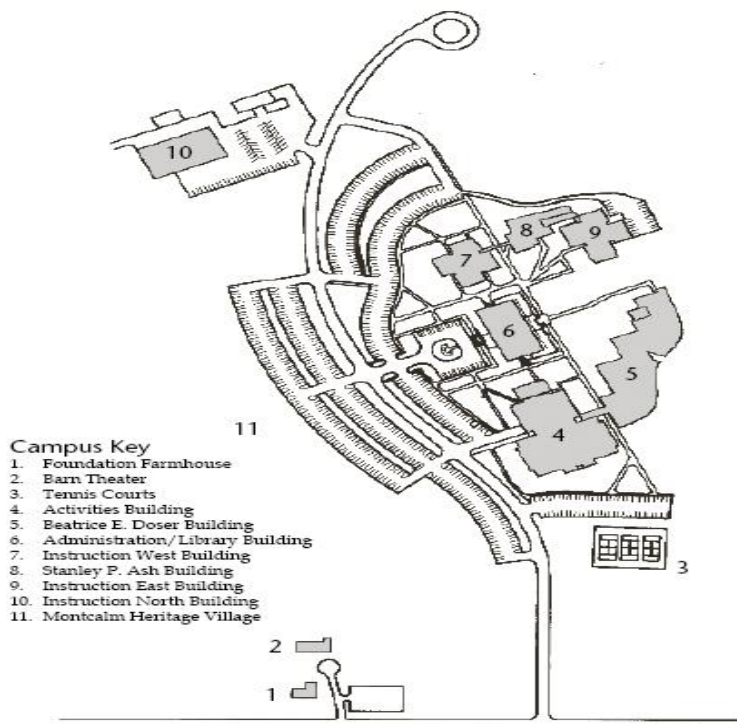 10
8
9
7
6
5
4
11
Campus Key
1. Foundation Farmhouse
2. Barn Theater
3. Tennis Courts
4. Activities Building
5. Beatrice E. Doser Building
6. Administration/Library Building
7. Instruction West Building
8. Stanley P. Ash Building
9. Instruction East Building
10. Instruction North Building
11. Montcalm Heritage Village
3
2
1